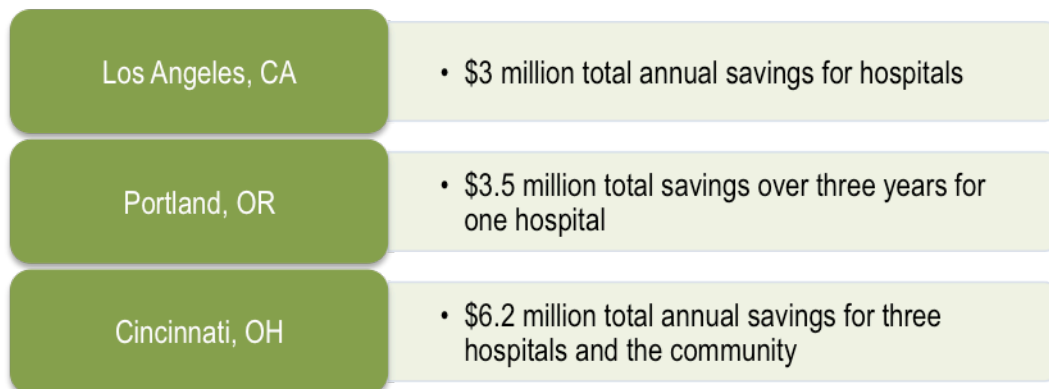 Los Angeles, CA
• $3 million total annual savings for hospitals
Portland, OR
• $3.5 million total savings over three years for
one hospital
Cincinnati, OH
• $6.2 million total annual savings for three
hospitals and the community